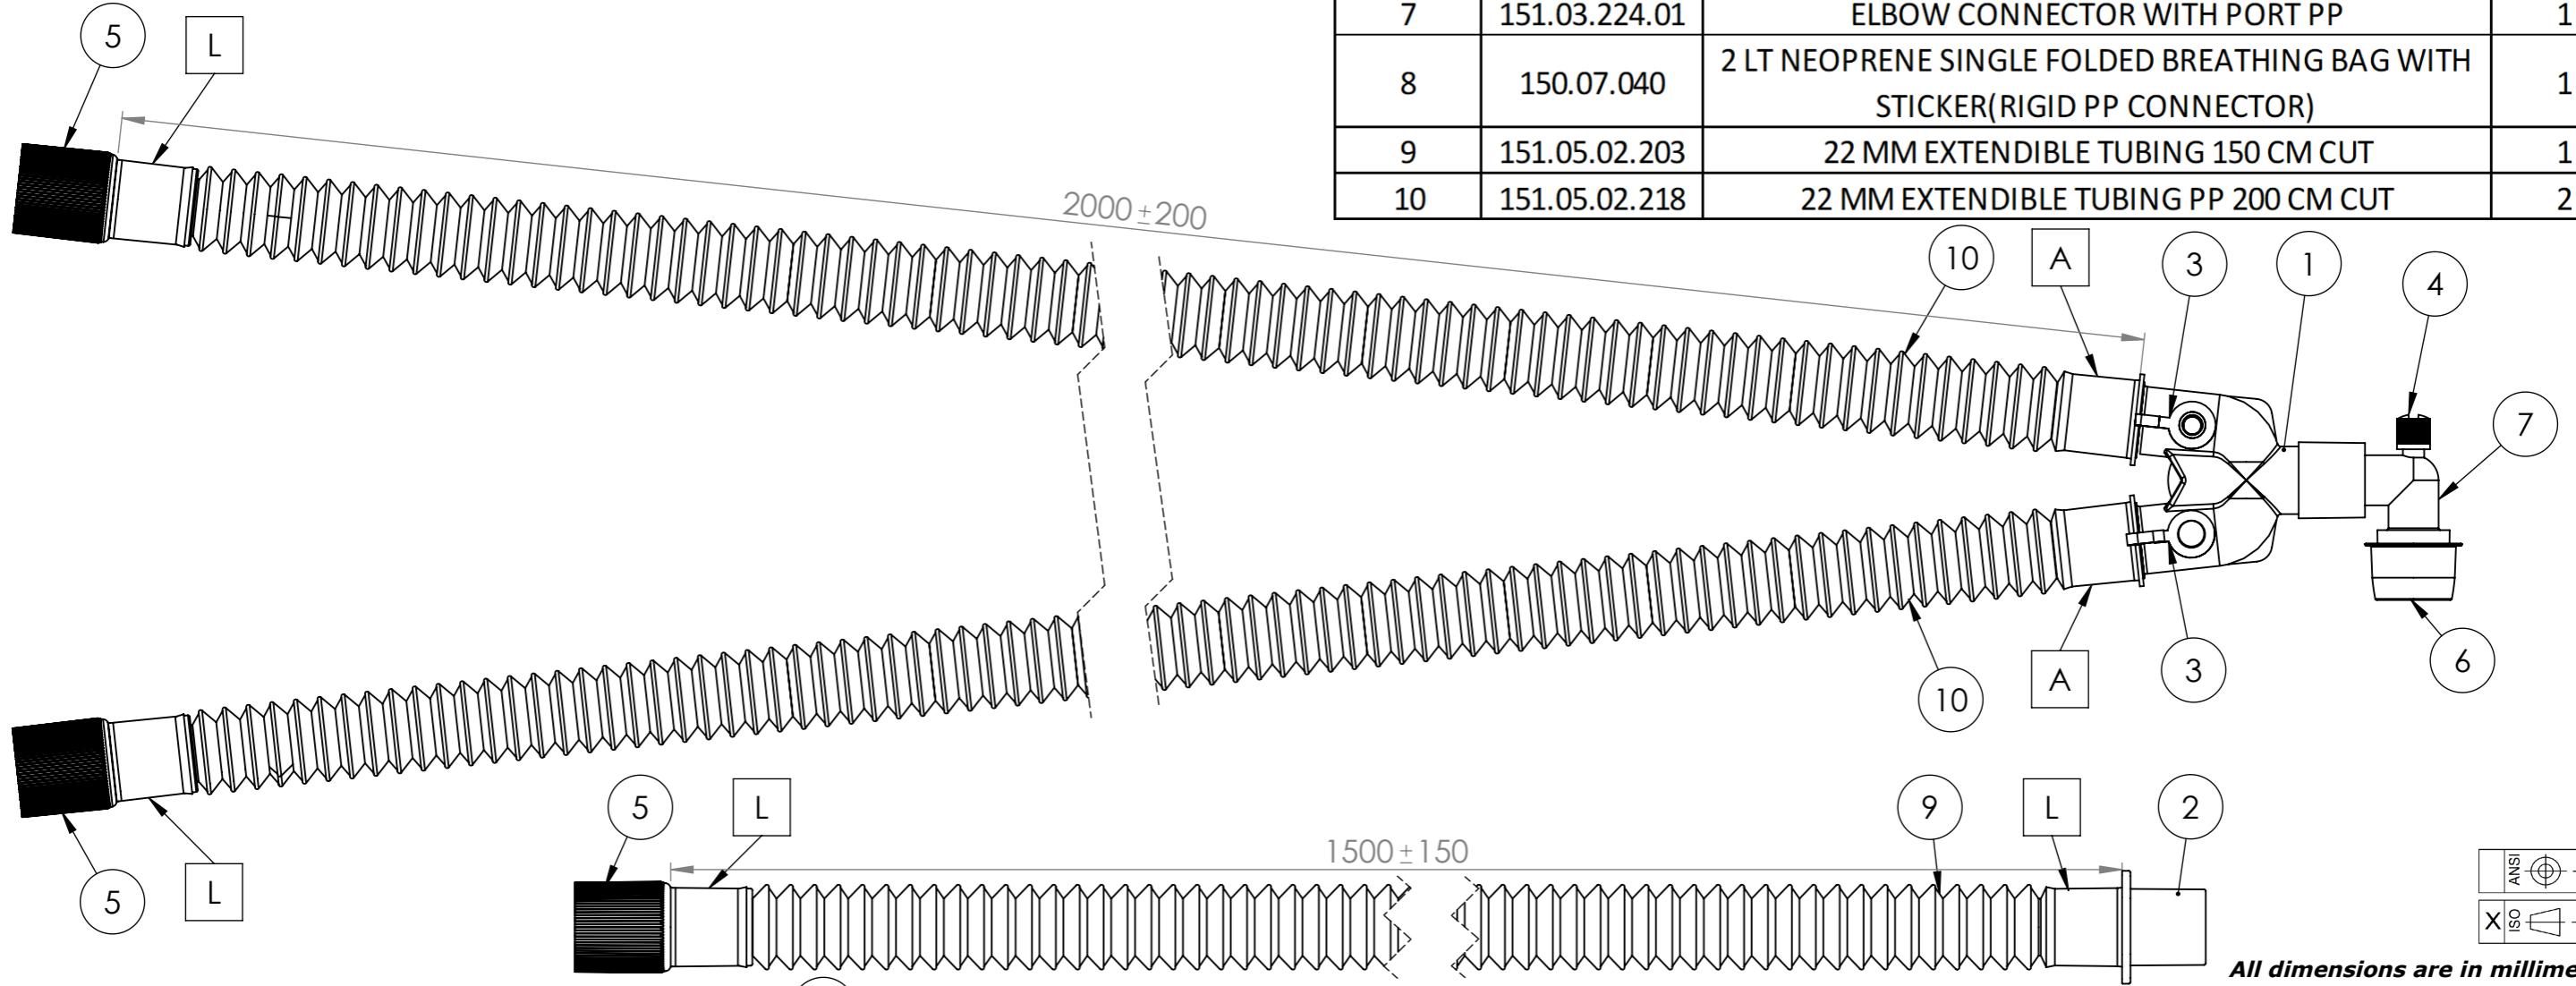 7 151.03.224.01 ELBOW CONNECTOR WITH PORT PP 1
8 150.07.040 2 LT NEOPRENE SINGLE FOLDED BREATHING BAG WITH 1
STICKER(RIGID PP CONNECTOR)
9 151.05.02.203 22 MM EXTENDIBLE TUBING 150 CM CUT 1
10 151.05.02.218 22 MM EXTENDIBLE TUBING PP 200 CM CUT 2
5 L
2000 ±200
10 A 3 1 4
7
5 L
10 A 3 6
5 L 9 L 2
1500 ±150
ANSI
X ISO
All dimensions are in millime